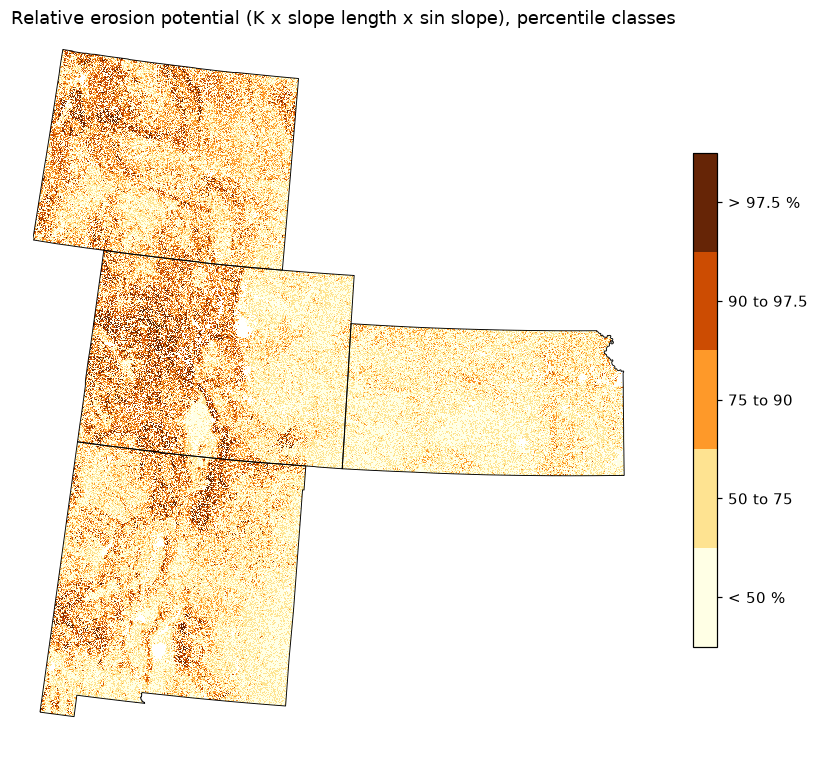 Relative erosion potential (K x slope length x sin slope), percentile classes
> 97.5 %
90 to 97.5
75 to 90
50 to 75
< 50 %